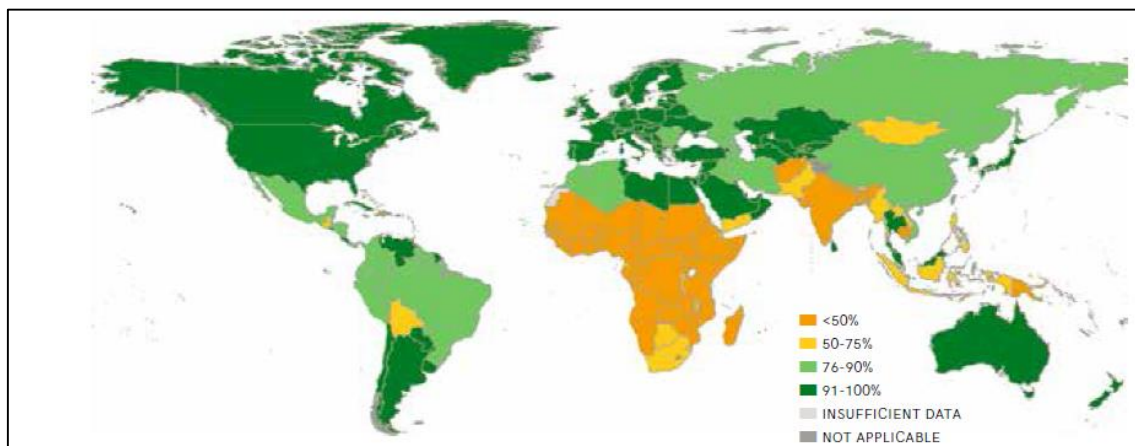 <50%
50-75%
76-90%
91-100%
INSUFFICIENT DATA
NOT APPLICABLE